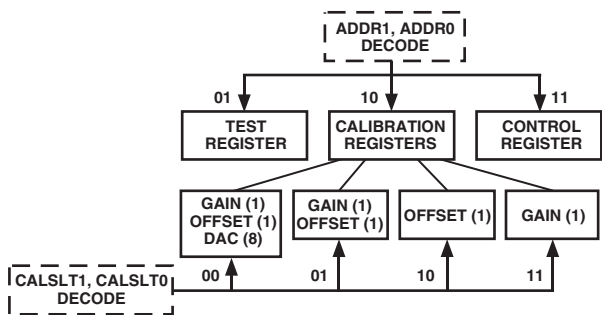 ADDR1, ADDR0
DECODE
01
10
11
TEST
REGISTER
CALIBRATION
REGISTERS
CONTROL
REGISTER
GAIN (1)
OFFSET (1)
DAC (8)
GAIN (1)
OFFSET (1)
OFFSET (1)
GAIN (1)
CALSLT1, CALSLT0
DECODE
00
01
10
11